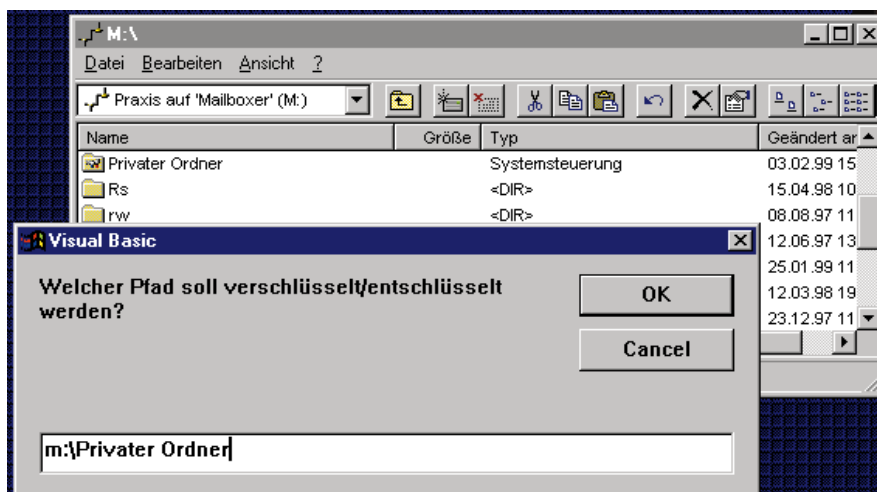 M:\
Datei Bearbeiten Ansicht ?
Praxis auf 'Mailboxer' (M:)
Name Größe Typ Geändert ar
Privater Ordner Systemsteuerung 03.02.99 15
Rs <DIR> 15.04.98 10
rw <DIR> 08.08.97 11
12.06.97 13
25.01.99 11
12.03.98 19
23.12.97 11
Visual Basic
Welcher Pfad soll verschlüsselt/entschlüsselt
werden?
OK
Cancel
m:\Privater Ordner